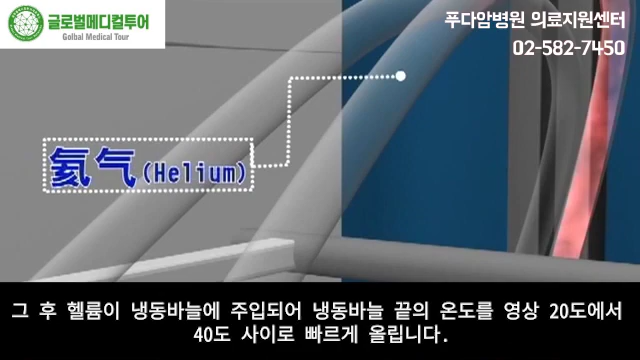 글로벌메디컬투어
Golbal Medical Tour
푸다암병원 의료지원센터
02-582-7450
氦气(Helium)
그 후 헬륨이 냉동바늘에 주입되어 냉동바늘 끝의 온도를 영상 20도에서
40도 사이로 빠르게 올립니다.